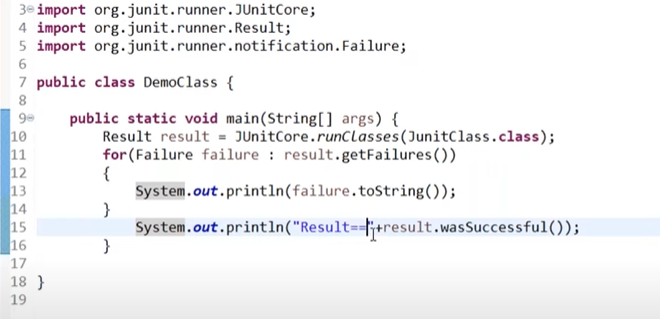 3 import org.junit.runner.JUnitCore;
4 import org.junit.runner.Result;
5 import org.junit.runner.notification.Failure;
6
7 public class DemoClass {
8
9 public static void main(String[] args) {
10 Result result = JUnitCore.runClasses(JunitClass.class);
11 for(Failure failure : result.getFailures())
12 {
13 System.out.println(failure.toString());
14 }
15 System.out.println("Result=="+result.wasSuccessful());
16 }
17
18 }
19